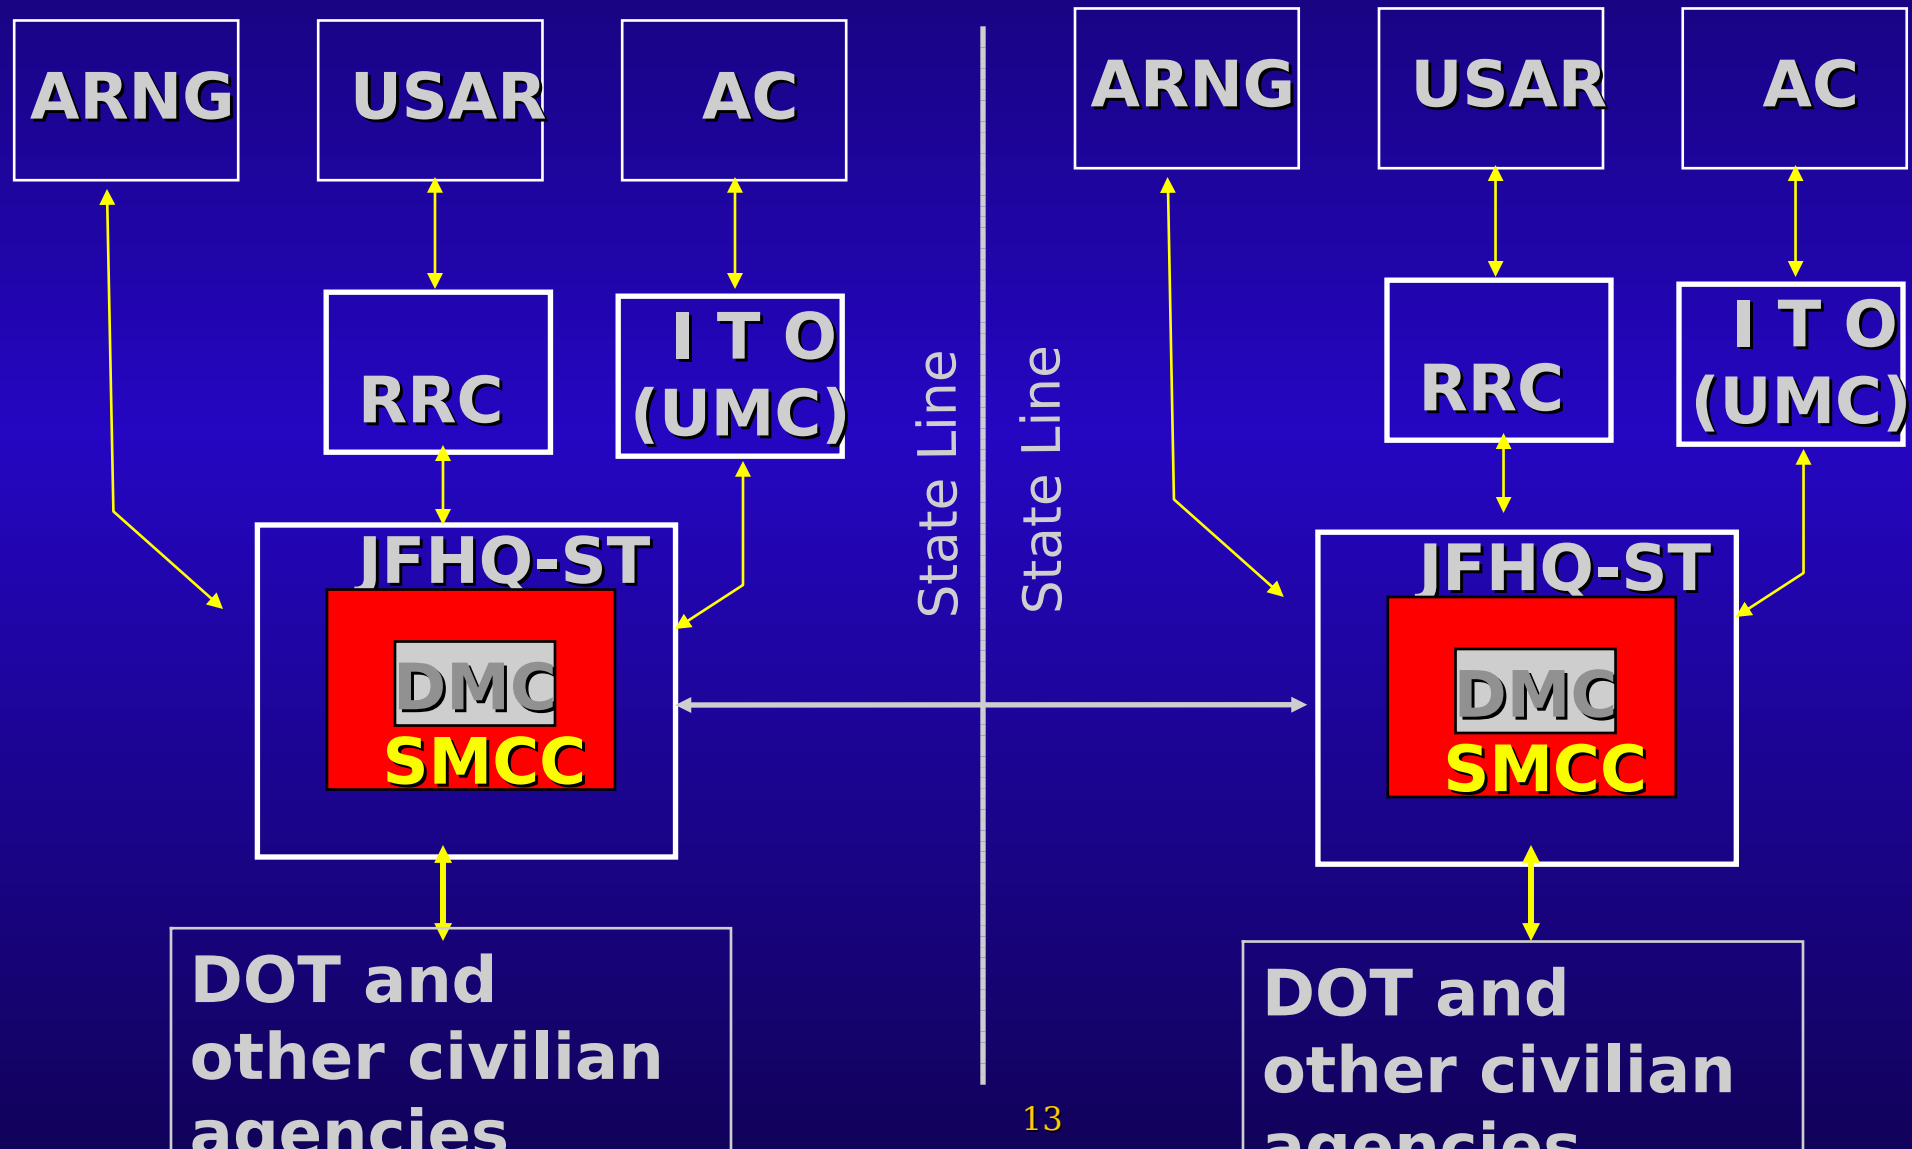 ARNG
USAR
AC
RRC
I T O
(UMC)
JFHQ-ST
DMC
SMCC
DOT and
other civilian
agencies
State Line
State Line
ARNG
USAR
AC
RRC
I T O
(UMC)
JFHQ-ST
DMC
SMCC
DOT and
other civilian
agencies
13